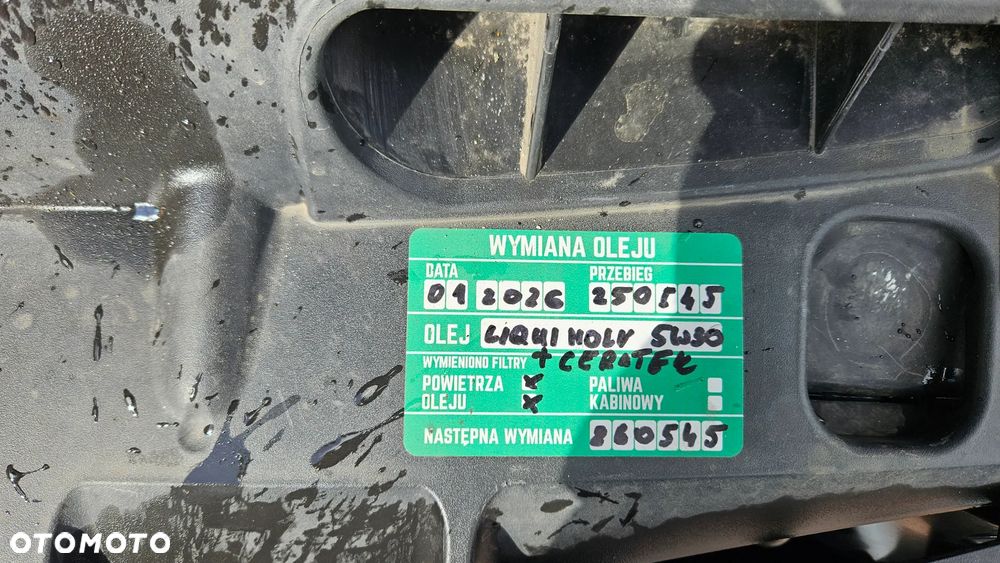 WYMIANA OLEJU
DATA PRZEBIEG
01 2026 250545
OLEJ LIQUI MOLY 5W30
WYMIENIONO FILTRY + CERATEK
POWIETRZA x PALIWA
OLEJU x KABINOWY
NASTĘPNA WYMIANA 260545
OTOMOTO